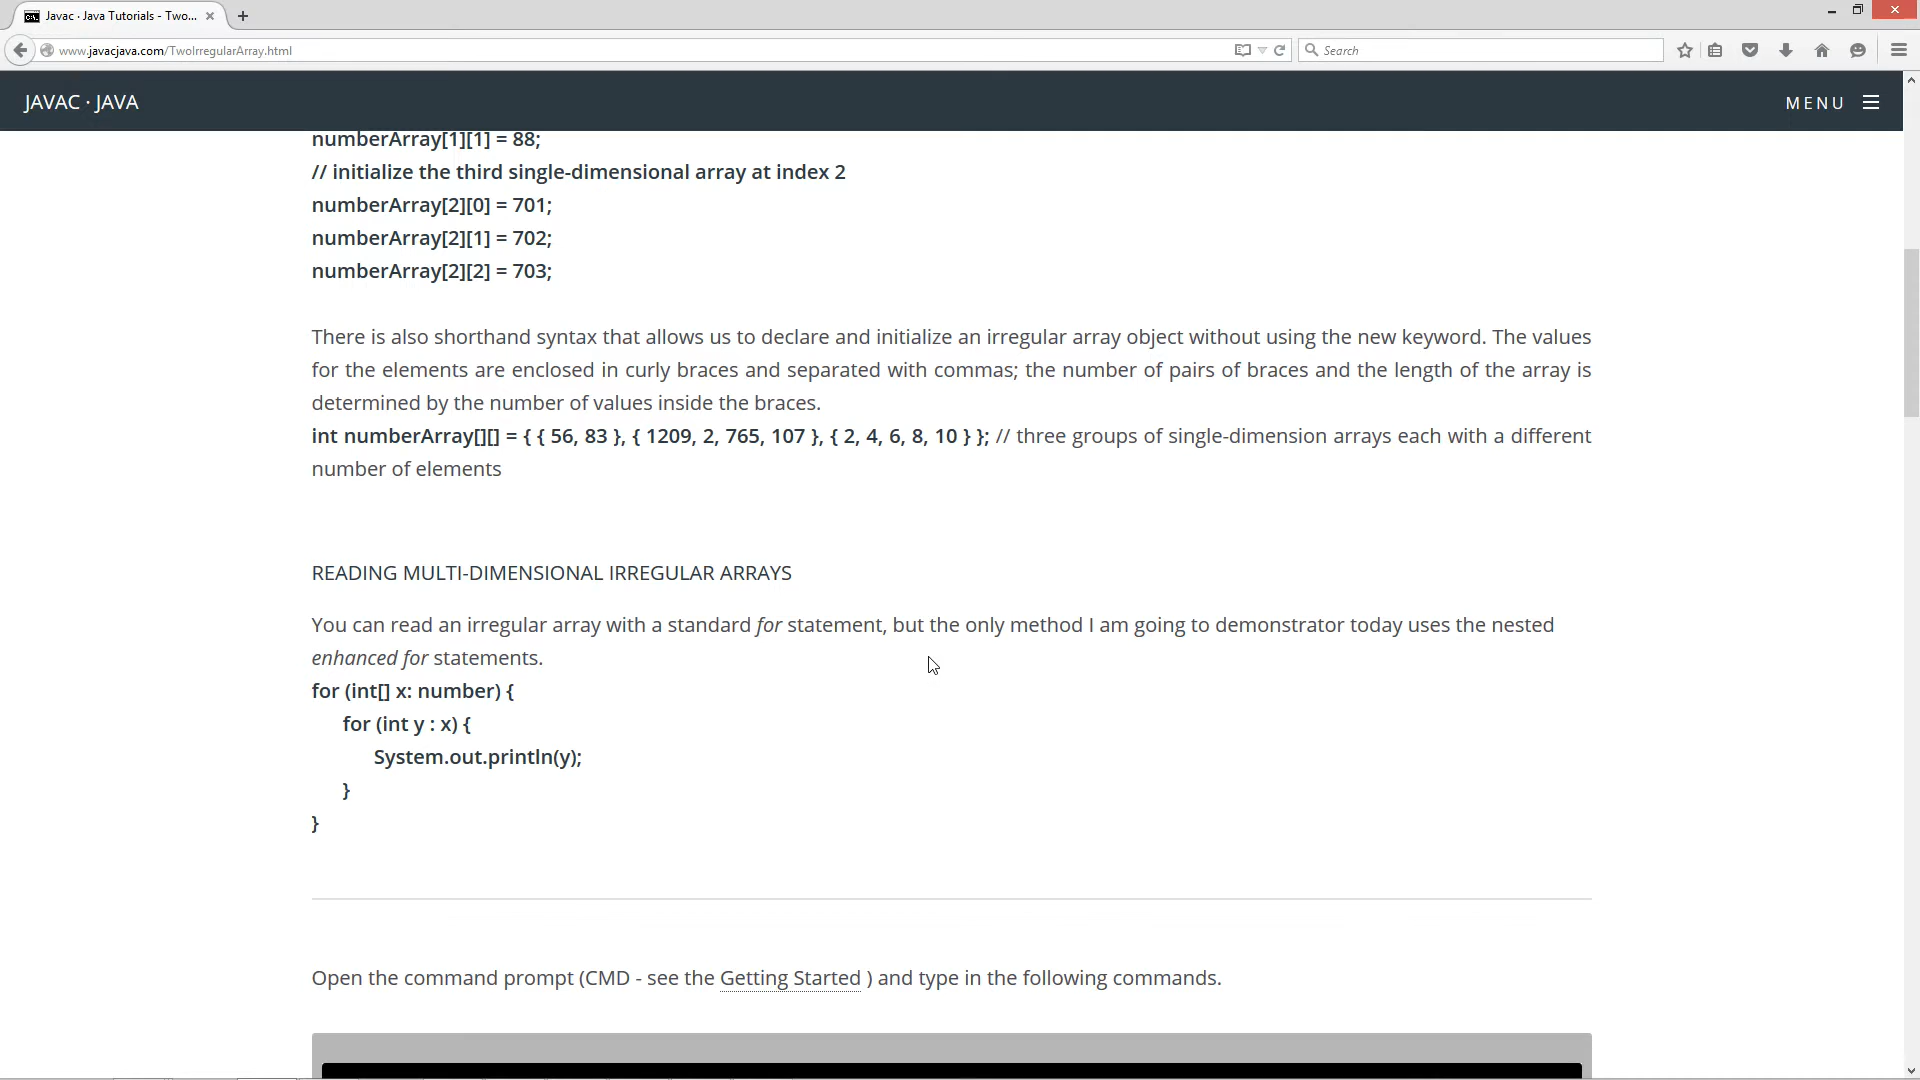 Javac · Java Tutorials - Two...
www.javacjava.com/TwoIrregularArray.html
Search
JAVAC · JAVA
MENU
numberArray[1][1] = 88;
// initialize the third single-dimensional array at index 2
numberArray[2][0] = 701;
numberArray[2][1] = 702;
numberArray[2][2] = 703;
There is also shorthand syntax that allows us to declare and initialize an irregular array object without using the new keyword. The values
for the elements are enclosed in curly braces and separated with commas; the number of pairs of braces and the length of the array is
determined by the number of values inside the braces.
int numberArray[][] = { { 56, 83 }, { 1209, 2, 765, 107 }, { 2, 4, 6, 8, 10 } }; // three groups of single-dimension arrays each with a different
number of elements
READING MULTI-DIMENSIONAL IRREGULAR ARRAYS
You can read an irregular array with a standard for statement, but the only method I am going to demonstrator today uses the nested
enhanced for statements.
for (int[] x: number) {
for (int y : x) {
System.out.println(y);
}
}
Open the command prompt (CMD - see the Getting Started ) and type in the following commands.